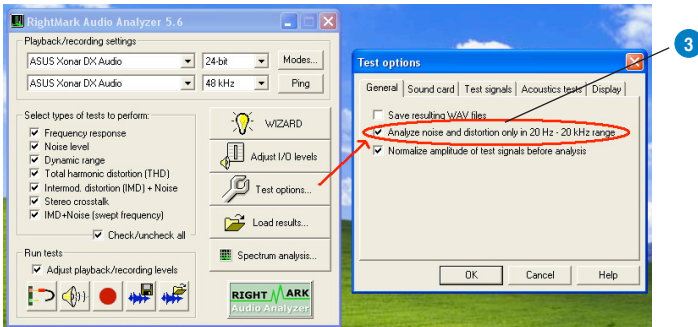 RightMark Audio Analyzer 5.6
Playback/recording settings
ASUS Xonar DX Audio 24-bit Modes...
ASUS Xonar DX Audio 48 kHz Ping
Select types of tests to perform:
Frequency response
Noise level
Dynamic range
Total harmonic distortion (THD)
Intermod. distortion (IMD) + Noise
Stereo crosstalk
IMD+Noise (swept frequency)
Check/uncheck all
WIZARD
Adjust I/O levels
Test options...
Load results...
Spectrum analysis...
Run tests
Adjust playback/recording levels
RIGHT MARK
Audio Analyzer
3
Test options
General Sound card Test signals Acoustics tests Display
Save resulting WAV files
Analyze noise and distortion only in 20 Hz - 20 kHz range
Normalize amplitude of test signals before analysis
OK Cancel Help